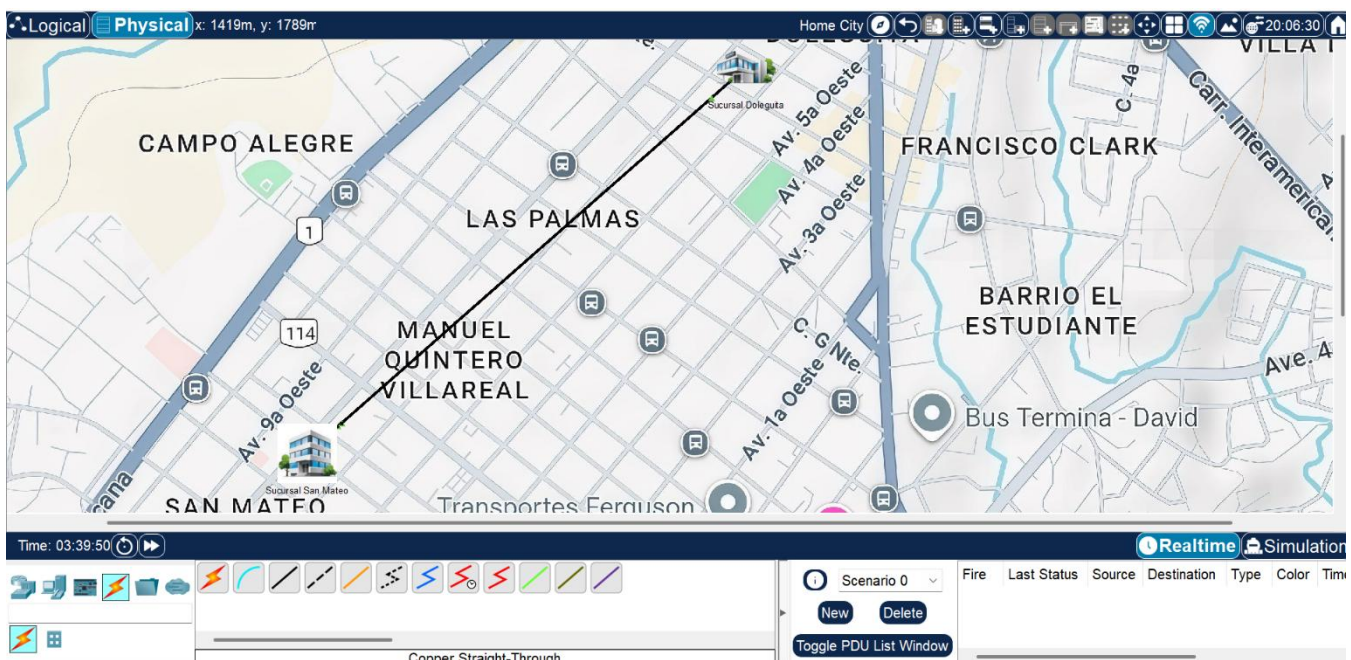 Logical
Physical
x: 1419m, y: 1789m
Home City
20:06:30
Sucursal Doleguita
Av. 5a Oeste
C. 4a
Carr. Interamerican
CAMPO ALEGRE
Av. 4a Oeste
FRANCISCO CLARK
LAS PALMAS
Av. 3a Oeste
1
BARRIO EL
ESTUDIANTE
114
MANUEL
QUINTERO
VILLAREAL
C. G Nte.
Ave. 4
Av. 9a Oeste
Av. 1a Oeste
Bus Termina - David
Sucursal San Mateo
SAN MATEO
cana
Transportes Ferguson
Time: 03:39:50
Realtime
Simulation
Scenario 0
Fire Last Status Source Destination Type Color Time
New
Delete
Toggle PDU List Window
Copper Straight-Through